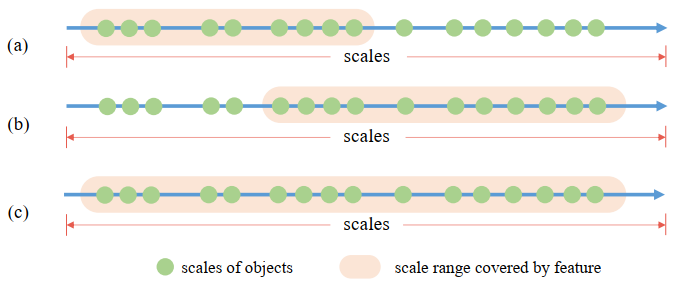 (a)
scales
(b)
scales
(c)
scales
scales of objects
scale range covered by feature